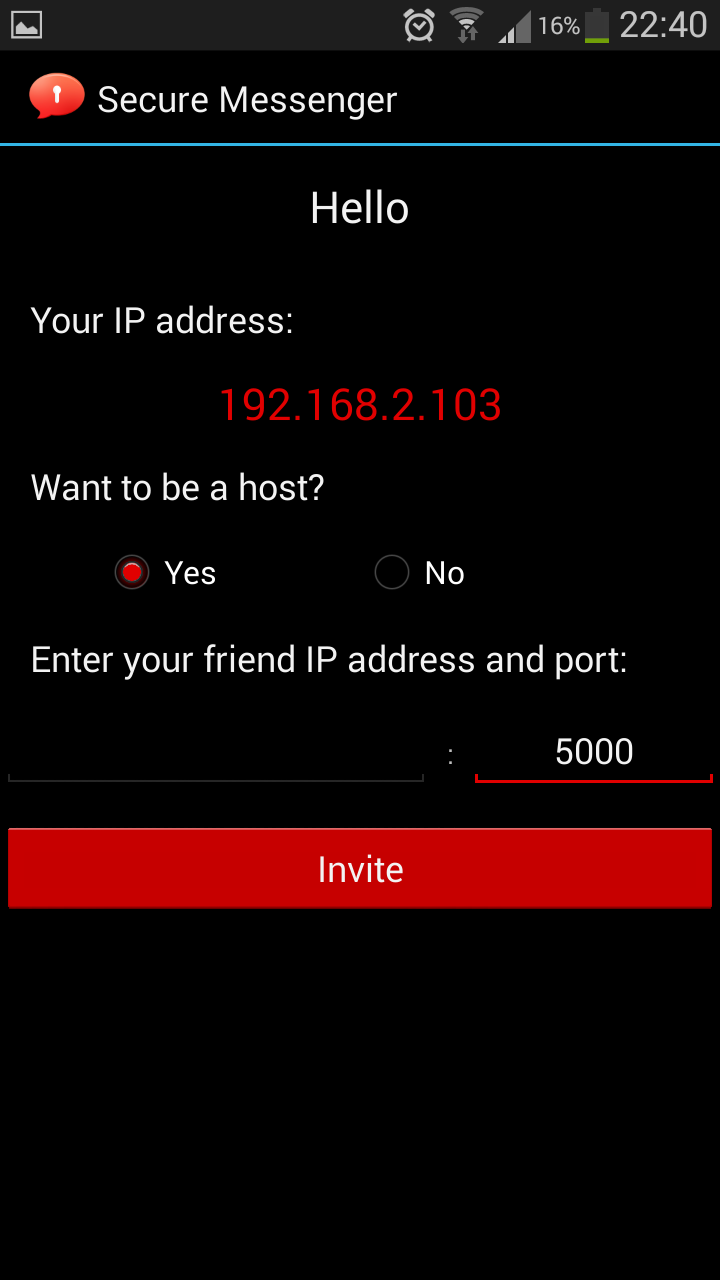 16% 22:40
Secure Messenger
Hello
Your IP address:
192.168.2.103
Want to be a host?
Yes No
Enter your friend IP address and port:
: 5000
Invite